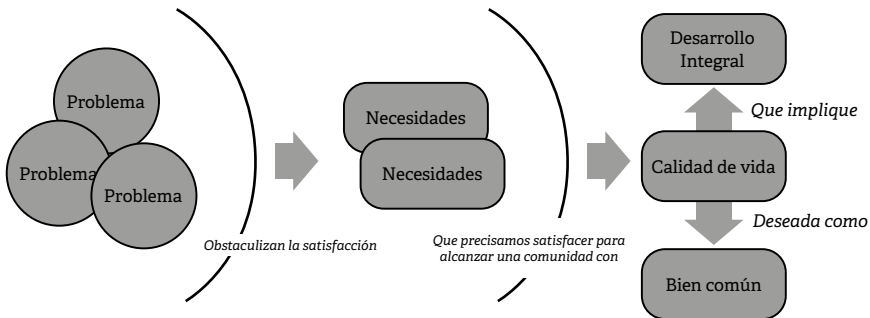 Problema
Problema
Problema
Obstaculizan la satisfacción
Necesidades
Necesidades
Que precisamos satisfacer para
alcanzar una comunidad con
Desarrollo
Integral
Que implique
Calidad de vida
Deseada como
Bien común